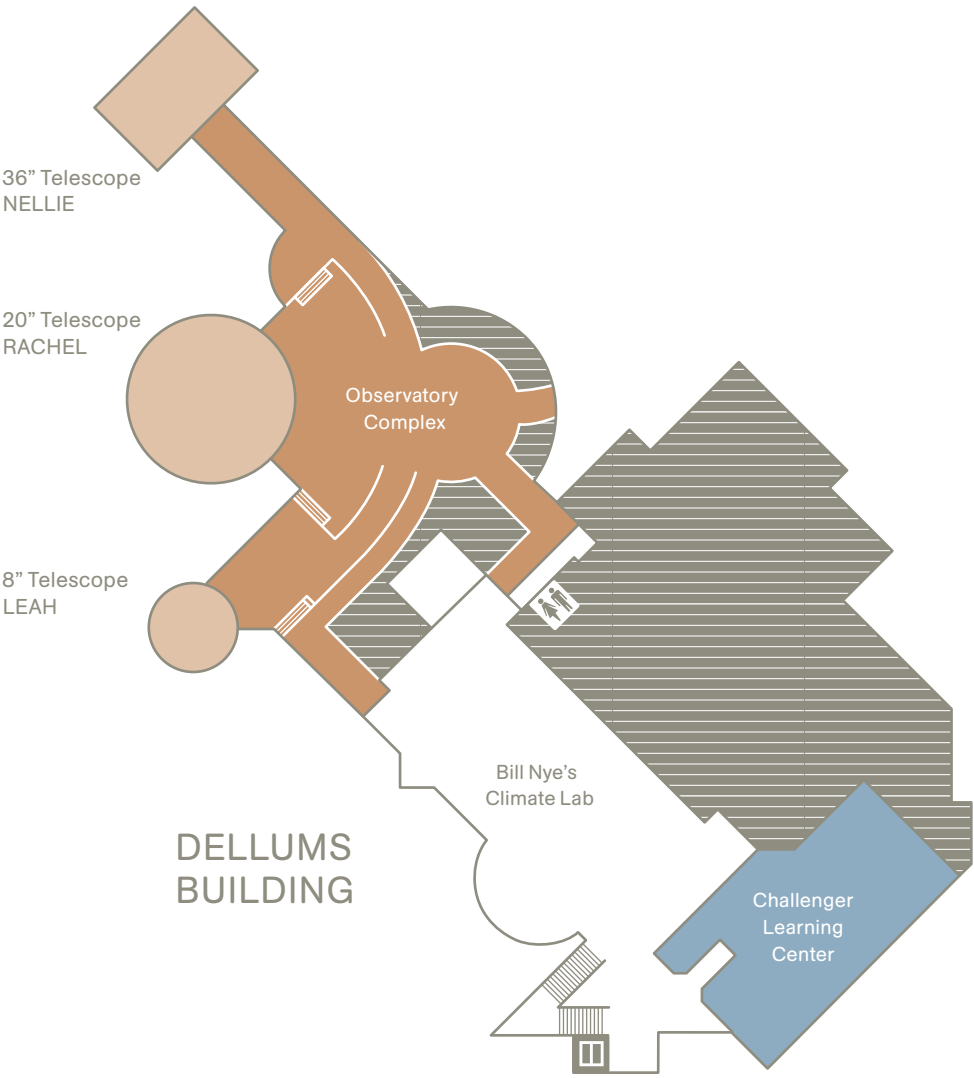 36” Telescope
NELLIE
20” Telescope
RACHEL
Observatory
Complex
8” Telescope
LEAH
Bill Nye’s
Climate Lab
DELLUMS
BUILDING
Challenger
Learning
Center